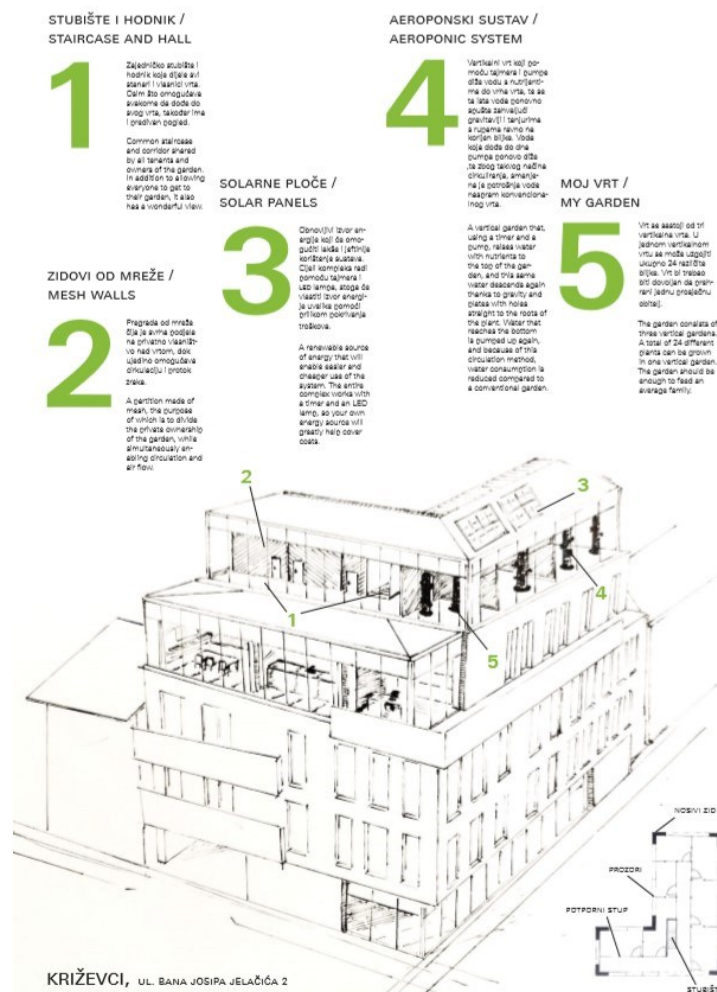 STUBIŠTE I HODNIK /
STAIRCASE AND HALL
1
Zajedničko stubište i
hodnik koje dijele svi
stanari i vlasnici vrta.
Osim što omogućava
svakome da dođe do
svog vrta, također ima
i predivan pogled.
Common staircase
and corridor shared
by all tenants and
owners of the garden.
In addition to allowing
everyone to get to
their garden, it also
has a wonderful view.
ZIDOVI OD MREŽE /
MESH WALLS
2
Pregrada od mreže
čija je svrha podjela
na privatno vlasništ-
vo nad vrtom, dok
ujedino omogućava
cirkulaciju i protok
zraka.
A partition made of
mesh, the purpose
of which is to divide
the private ownership
of the garden, while
simultaneously en-
abling circulation and
air flow.
SOLARNE PLOČE /
SOLAR PANELS
3
Obnovljivi izvor en-
ergije koji će omo-
gućiti lakše i jeftinije
korištenje sustava.
Cijeli kompleks radi
pomoću tajmera i
LED lampe, stoga će
vlastiti izvor energi-
je uvelike pomoći
prilikom pokrivanja
troškova.
A renewable source
of energy that will
enable easier and
cheaper use of the
system. The entire
complex works with
a timer and an LED
lamp, so your own
energy source will
greatly help cover
costs.
AEROPONSKI SUSTAV /
AEROPONIC SYSTEM
4
Vertikalni vrt koji po-
moću tajmera i pumpe
diže vodu s nutrijenti-
ma do vrha vrta, te se
ta ista voda ponovno
spušta zahvaljući
gravitaciji i tanjurima
s rupama ravno na
korijen biljke. Voda
koja dođe do dna
pumpa ponovo diže
,te zbog takvog načina
cirkuliranja, smanje-
na je potrošnja vode
naspram konvenciona-
lnog vrta.
A vertical garden that,
using a timer and a
pump, raises water
with nutrients to
the top of the gar-
den, and this same
water descends again
thanks to gravity and
plates with holes
straight to the roots of
the plant. Water that
reaches the bottom
is pumped up again,
and because of this
circulation method,
water consumption is
reduced compared to
a conventional garden.
MOJ VRT /
MY GARDEN
5
Vrt se sastoji od tri
vertikalna vrta. U
jednom vertikalnom
vrtu se može uzgojiti
ukupno 24 različite
biljke. Vrt bi trebao
biti dovoljan da prehr-
rani jednu prosječnu
obitelj.
The garden consists of
three vertical gardens.
A total of 24 different
plants can be grown
in one vertical garden.
The garden should be
enough to feed an
average family.
2
3
1
4
5
NOSIVI ZID
PROZORI
POTPORNI STUP
STUBIŠT
KRIŽEVCI, UL. BANA JOSIPA JELAČIĆA 2